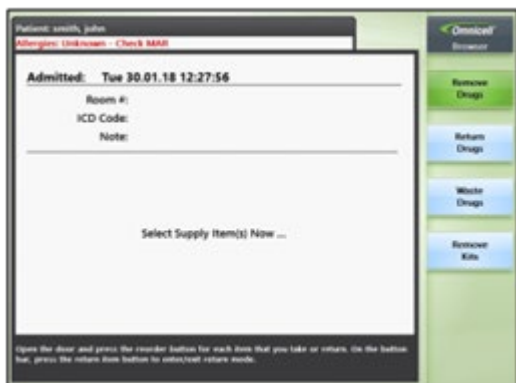 Patient: smith, john
Allergies: Unknown - Check MAR
Admitted: Tue 30.01.18 12:27:56
Room #:
ICD Code:
Note:
Select Supply Item(s) Now ...
Open the door and press the reorder button for each item that you take or return. On the button
bar, press the return item button to enter/exit return mode.
Omnicell
Browser
Remove
Drugs
Return
Drugs
Waste
Drugs
Remove
Kits